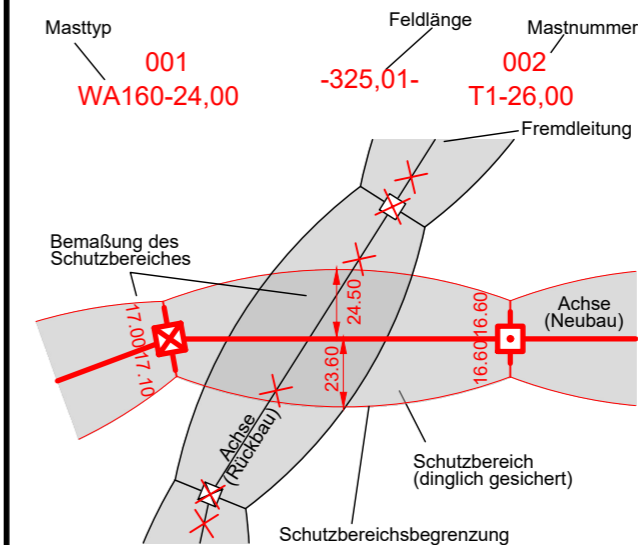 Masttyp
Feldlänge
Mastnummer
001
WA160-24,00
-325,01-
002
T1-26,00
Fremdleitung
Bemaßung des
Schutzbereiches
17.00
17.10
24.50
23.60
16.60
16.60
Achse
(Neubau)
Achse
(Rückbau)
Schutzbereich
(dinglich gesichert)
Schutzbereichsbegrenzung